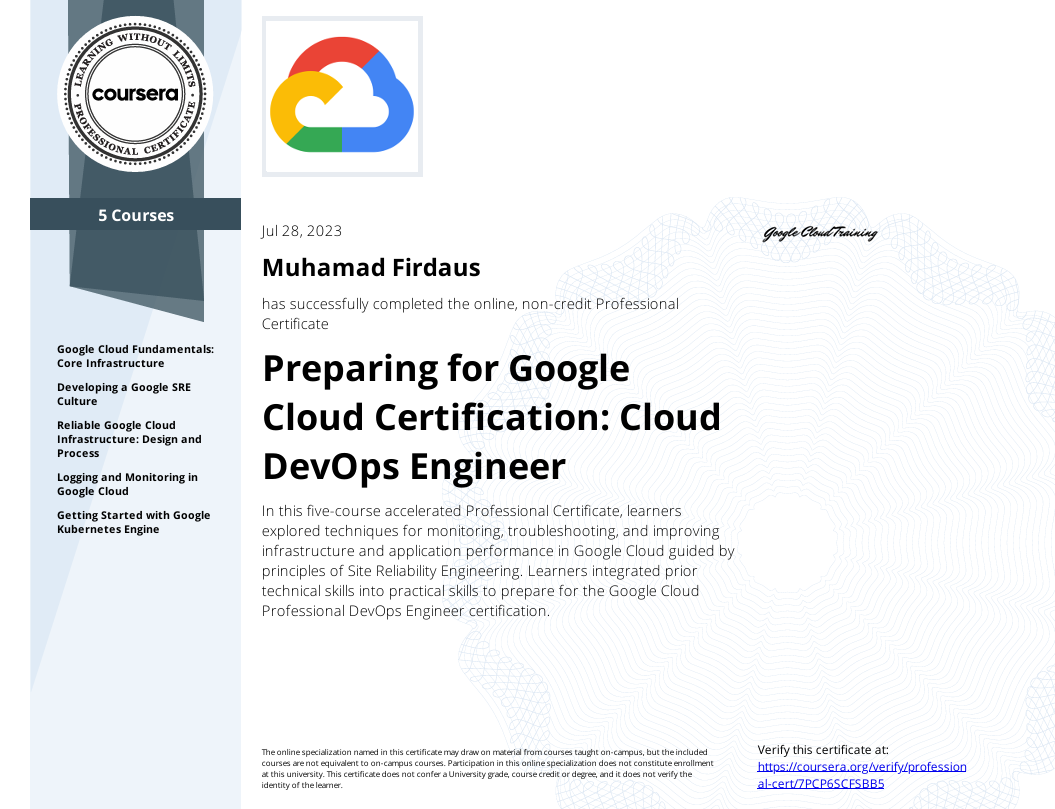 LEARNING WITHOUT LIMITS
coursera
PROFESSIONAL CERTIFICATE
5 Courses
Google Cloud Fundamentals:
Core Infrastructure
Developing a Google SRE
Culture
Reliable Google Cloud
Infrastructure: Design and
Process
Logging and Monitoring in
Google Cloud
Getting Started with Google
Kubernetes Engine
Jul 28, 2023
Muhamad Firdaus
has successfully completed the online, non-credit Professional
Certificate
Preparing for Google
Cloud Certification: Cloud
DevOps Engineer
In this five-course accelerated Professional Certificate, learners
explored techniques for monitoring, troubleshooting, and improving
infrastructure and application performance in Google Cloud guided by
principles of Site Reliability Engineering. Learners integrated prior
technical skills into practical skills to prepare for the Google Cloud
Professional DevOps Engineer certification.
Google Cloud Training
The online specialization named in this certificate may draw on material from courses taught on-campus, but the included
courses are not equivalent to on-campus courses. Participation in this online specialization does not constitute enrollment
at this university. This certificate does not confer a University grade, course credit or degree, and it does not verify the
identity of the learner.
Verify this certificate at:
https://coursera.org/verify/profession
al-cert/7PCP6SCFSBB5